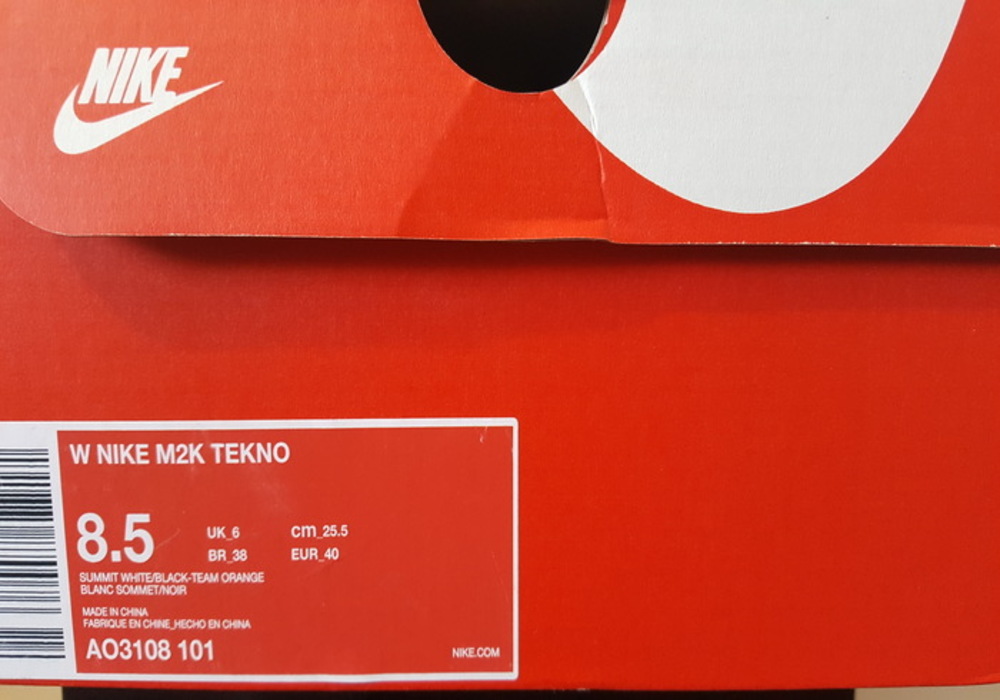 NIKE
W NIKE M2K TEKNO
8.5
UK_6 cm_25.5
BR_38 EUR_40
SUMMIT WHITE/BLACK-TEAM ORANGE
BLANC SOMMET/NOIR
MADE IN CHINA
FABRIQUE EN CHINE_HECHO EN CHINA
AO3108 101
NIKE.COM